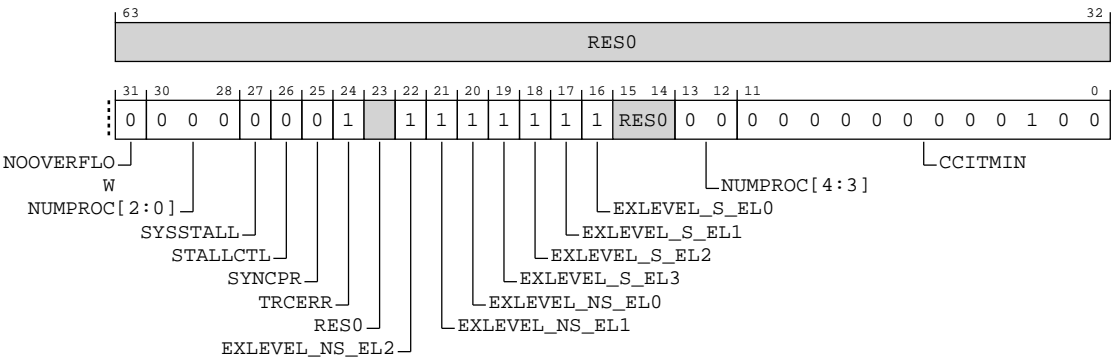 63 32
RES0
31 30 28 27 26 25 24 23 22 21 20 19 18 17 16 15 14 13 12 11 0
0 0 0 0 0 0 0 1 1 1 1 1 1 1 1 RES0 0 0 0 0 0 0 0 0 0 0 0 1 0 0
NOOVERFLO CCITMIN
W NUMPROC[4:3]
NUMPROC[2:0] EXLEVEL_S_EL0
SYSSTALL EXLEVEL_S_EL1
STALLCTL EXLEVEL_S_EL2
SYNCPR EXLEVEL_S_EL3
TRCERR EXLEVEL_NS_EL0
RES0 EXLEVEL_NS_EL1
EXLEVEL_NS_EL2